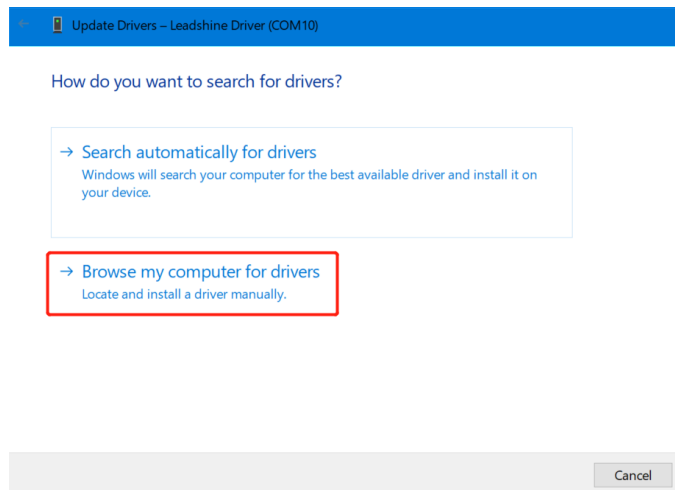 Update Drivers – Leadshine Driver (COM10)
How do you want to search for drivers?
→ Search automatically for drivers
Windows will search your computer for the best available driver and install it on
your device.
→ Browse my computer for drivers
Locate and install a driver manually.
Cancel